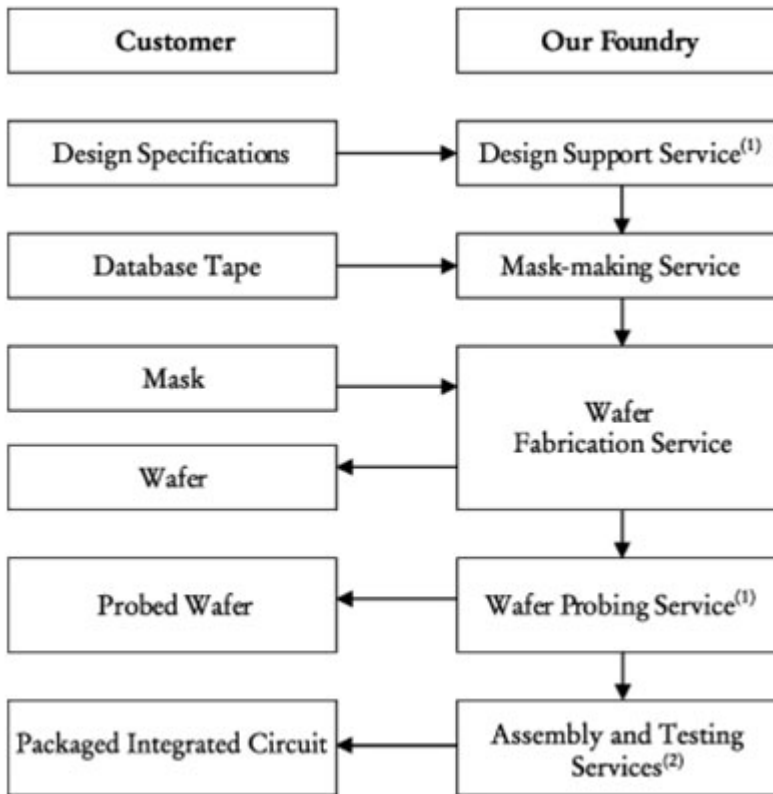 Customer
Our Foundry
Design Specifications
Design Support Service(1)
Database Tape
Mask-making Service
Mask
Wafer
Fabrication Service
Wafer
Probed Wafer
Wafer Probing Service(1)
Packaged Integrated Circuit
Assembly and Testing
Services(2)